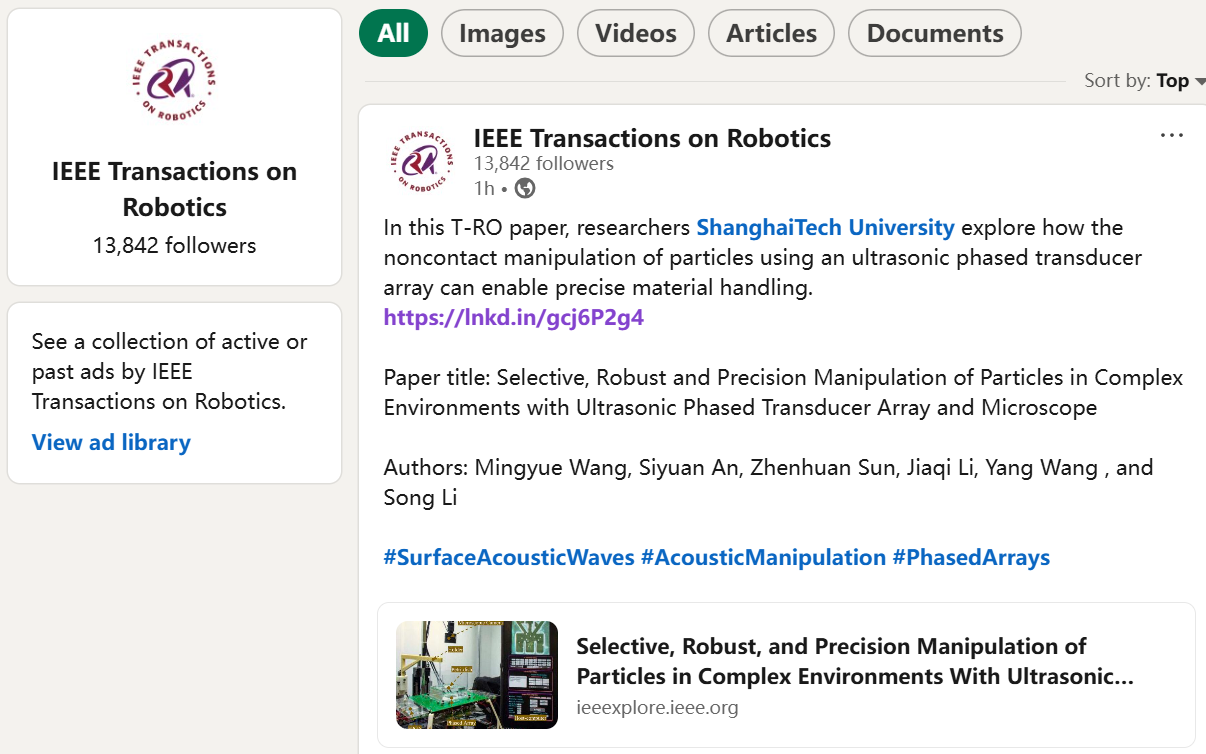 IEEE TRANSACTIONS
ON ROBOTICS
IEEE Transactions on
Robotics
13,842 followers
See a collection of active or
past ads by IEEE
Transactions on Robotics.
View ad library
All
Images
Videos
Articles
Documents
Sort by: Top
IEEE TRANSACTIONS
ON ROBOTICS
IEEE Transactions on Robotics
13,842 followers
1h •
In this T-RO paper, researchers ShanghaiTech University explore how the
noncontact manipulation of particles using an ultrasonic phased transducer
array can enable precise material handling.
https://lnkd.in/gcj6P2g4
Paper title: Selective, Robust and Precision Manipulation of Particles in Complex
Environments with Ultrasonic Phased Transducer Array and Microscope
Authors: Mingyue Wang, Siyuan An, Zhenhuan Sun, Jiaqi Li, Yang Wang , and
Song Li
#SurfaceAcousticWaves #AcousticManipulation #PhasedArrays
Phased Array
Host computer
Selective, Robust, and Precision Manipulation of
Particles in Complex Environments With Ultrasonic...
ieeexplore.ieee.org